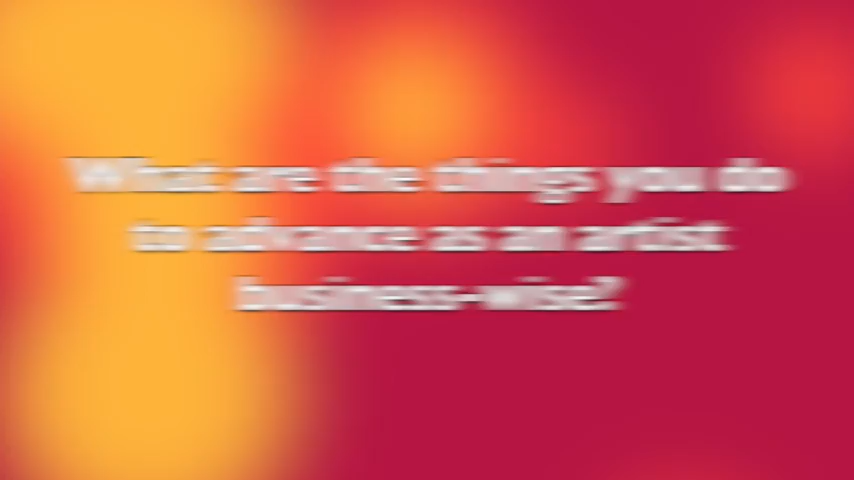 What are the things you do
to advance as an artist
business-wise?